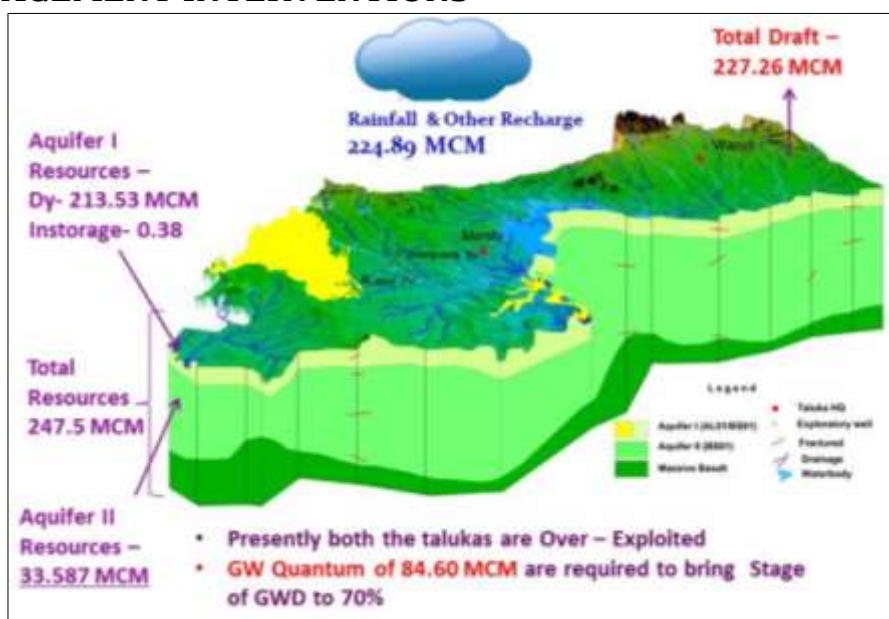 Total Draft –
227.26 MCM
Rainfall & Other Recharge
224.89 MCM
Aquifer I
Resources –
Dy- 213.53 MCM
Instorage- 0.38
Total
Resources
247.5 MCM
Aquifer II
Resources –
33.587 MCM
Legend
Aquifer I
Aquifer II
Massive Basalt
Taluka HQ
Exploratory well
Fractured
Drainage
Waterbody
• Presently both the talukas are Over – Exploited
• GW Quantum of 84.60 MCM are required to bring Stage
of GWD to 70%